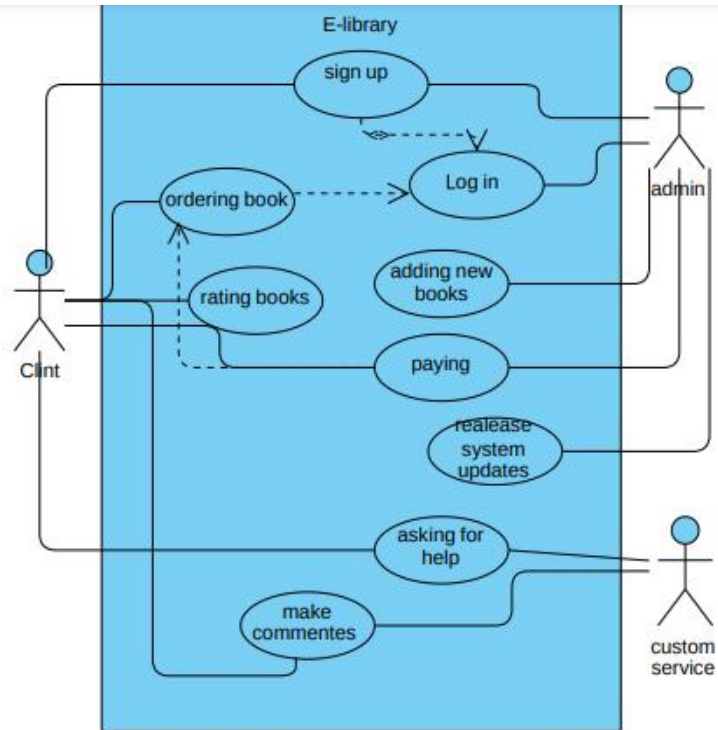 E-library
sign up
Log in
admin
ordering book
adding new
books
rating books
Clint
paying
realease
system
updates
asking for
help
make
commentes
custom
service